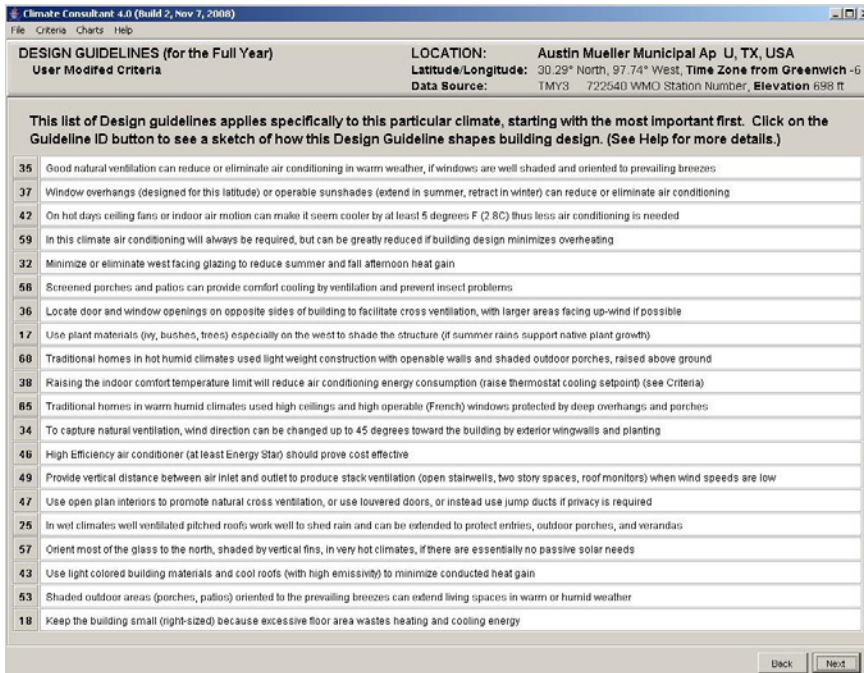 Climate Consultant 4.0 (Build 2, Nov 7, 2008)
File Criteria Charts Help
DESIGN GUIDELINES (for the Full Year)
User Modifed Criteria
LOCATION: Austin Mueller Municipal Ap U, TX, USA
Latitude/Longitude: 30.29° North, 97.74° West, Time Zone from Greenwich -6
Data Source: TMY3 722540 WMO Station Number, Elevation 698 ft
This list of Design guidelines applies specifically to this particular climate, starting with the most important first. Click on the
Guideline ID button to see a sketch of how this Design Guideline shapes building design. (See Help for more details.)
35 Good natural ventilation can reduce or eliminate air conditioning in warm weather, if windows are well shaded and oriented to prevailing breezes
37 Window overhangs (designed for this latitude) or operable sunshades (extend in summer, retract in winter) can reduce or eliminate air conditioning
42 On hot days ceiling fans or indoor air motion can make it seem cooler by at least 5 degrees F (2.8C) thus less air conditioning is needed
59 In this climate air conditioning will always be required, but can be greatly reduced if building design minimizes overheating
32 Minimize or eliminate west facing glazing to reduce summer and fall afternoon heat gain
56 Screened porches and patios can provide comfort cooling by ventilation and prevent insect problems
36 Locate door and window openings on opposite sides of building to facilitate cross ventilation, with larger areas facing up-wind if possible
17 Use plant materials (ivy, bushes, trees) especially on the west to shade the structure (if summer rains support native plant growth)
60 Traditional homes in hot humid climates used light weight construction with openable walls and shaded outdoor porches, raised above ground
38 Raising the indoor comfort temperature limit will reduce air conditioning energy consumption (raise thermostat cooling setpoint) (see Criteria)
65 Traditional homes in warm humid climates used high ceilings and high operable (French) windows protected by deep overhangs and porches
34 To capture natural ventilation, wind direction can be changed up to 45 degrees toward the building by exterior wingwalls and planting
46 High Efficiency air conditioner (at least Energy Star) should prove cost effective
49 Provide vertical distance between air inlet and outlet to produce stack ventilation (open stairwells, two story spaces, roof monitors) when wind speeds are low
47 Use open plan interiors to promote natural cross ventilation, or use louvered doors, or instead use jump ducts if privacy is required
25 In wet climates well ventilated pitched roofs work well to shed rain and can be extended to protect entries, outdoor porches, and verandas
57 Orient most of the glass to the north, shaded by vertical fins, in very hot climates, if there are essentially no passive solar needs
43 Use light colored building materials and cool roofs (with high emissivity) to minimize conducted heat gain
53 Shaded outdoor areas (porches, patios) oriented to the prevailing breezes can extend living spaces in warm or humid weather
18 Keep the building small (right-sized) because excessive floor area wastes heating and cooling energy
Back Next